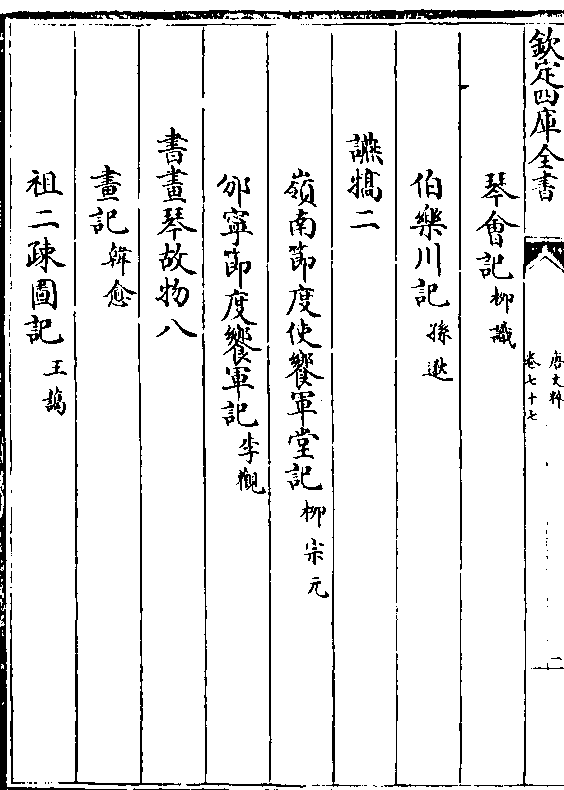 欽定四庫全書
唐文粹
卷七十七
二
琴會記 柳識
伯樂川記 孫逖
讌犒二
嶺南節度使饗軍堂記 柳宗元
邠寧節度饗軍記 李觀
書畫琴故物八
畫記 韓愈
祖二疎圖記 王藹